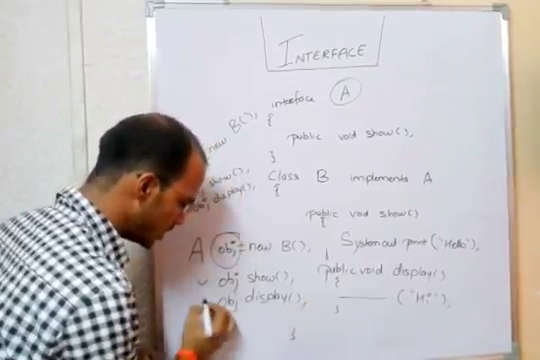 INTERFACE
interface A
{
public void show(),
}
new B(),
show(),
obj display(),
Class B implements A
{
public void show()
{
System.out print ("Hello"),
}
public void display()
{
("Hi"),
}
}
A obj = new B(),
obj show(),
obj display(),